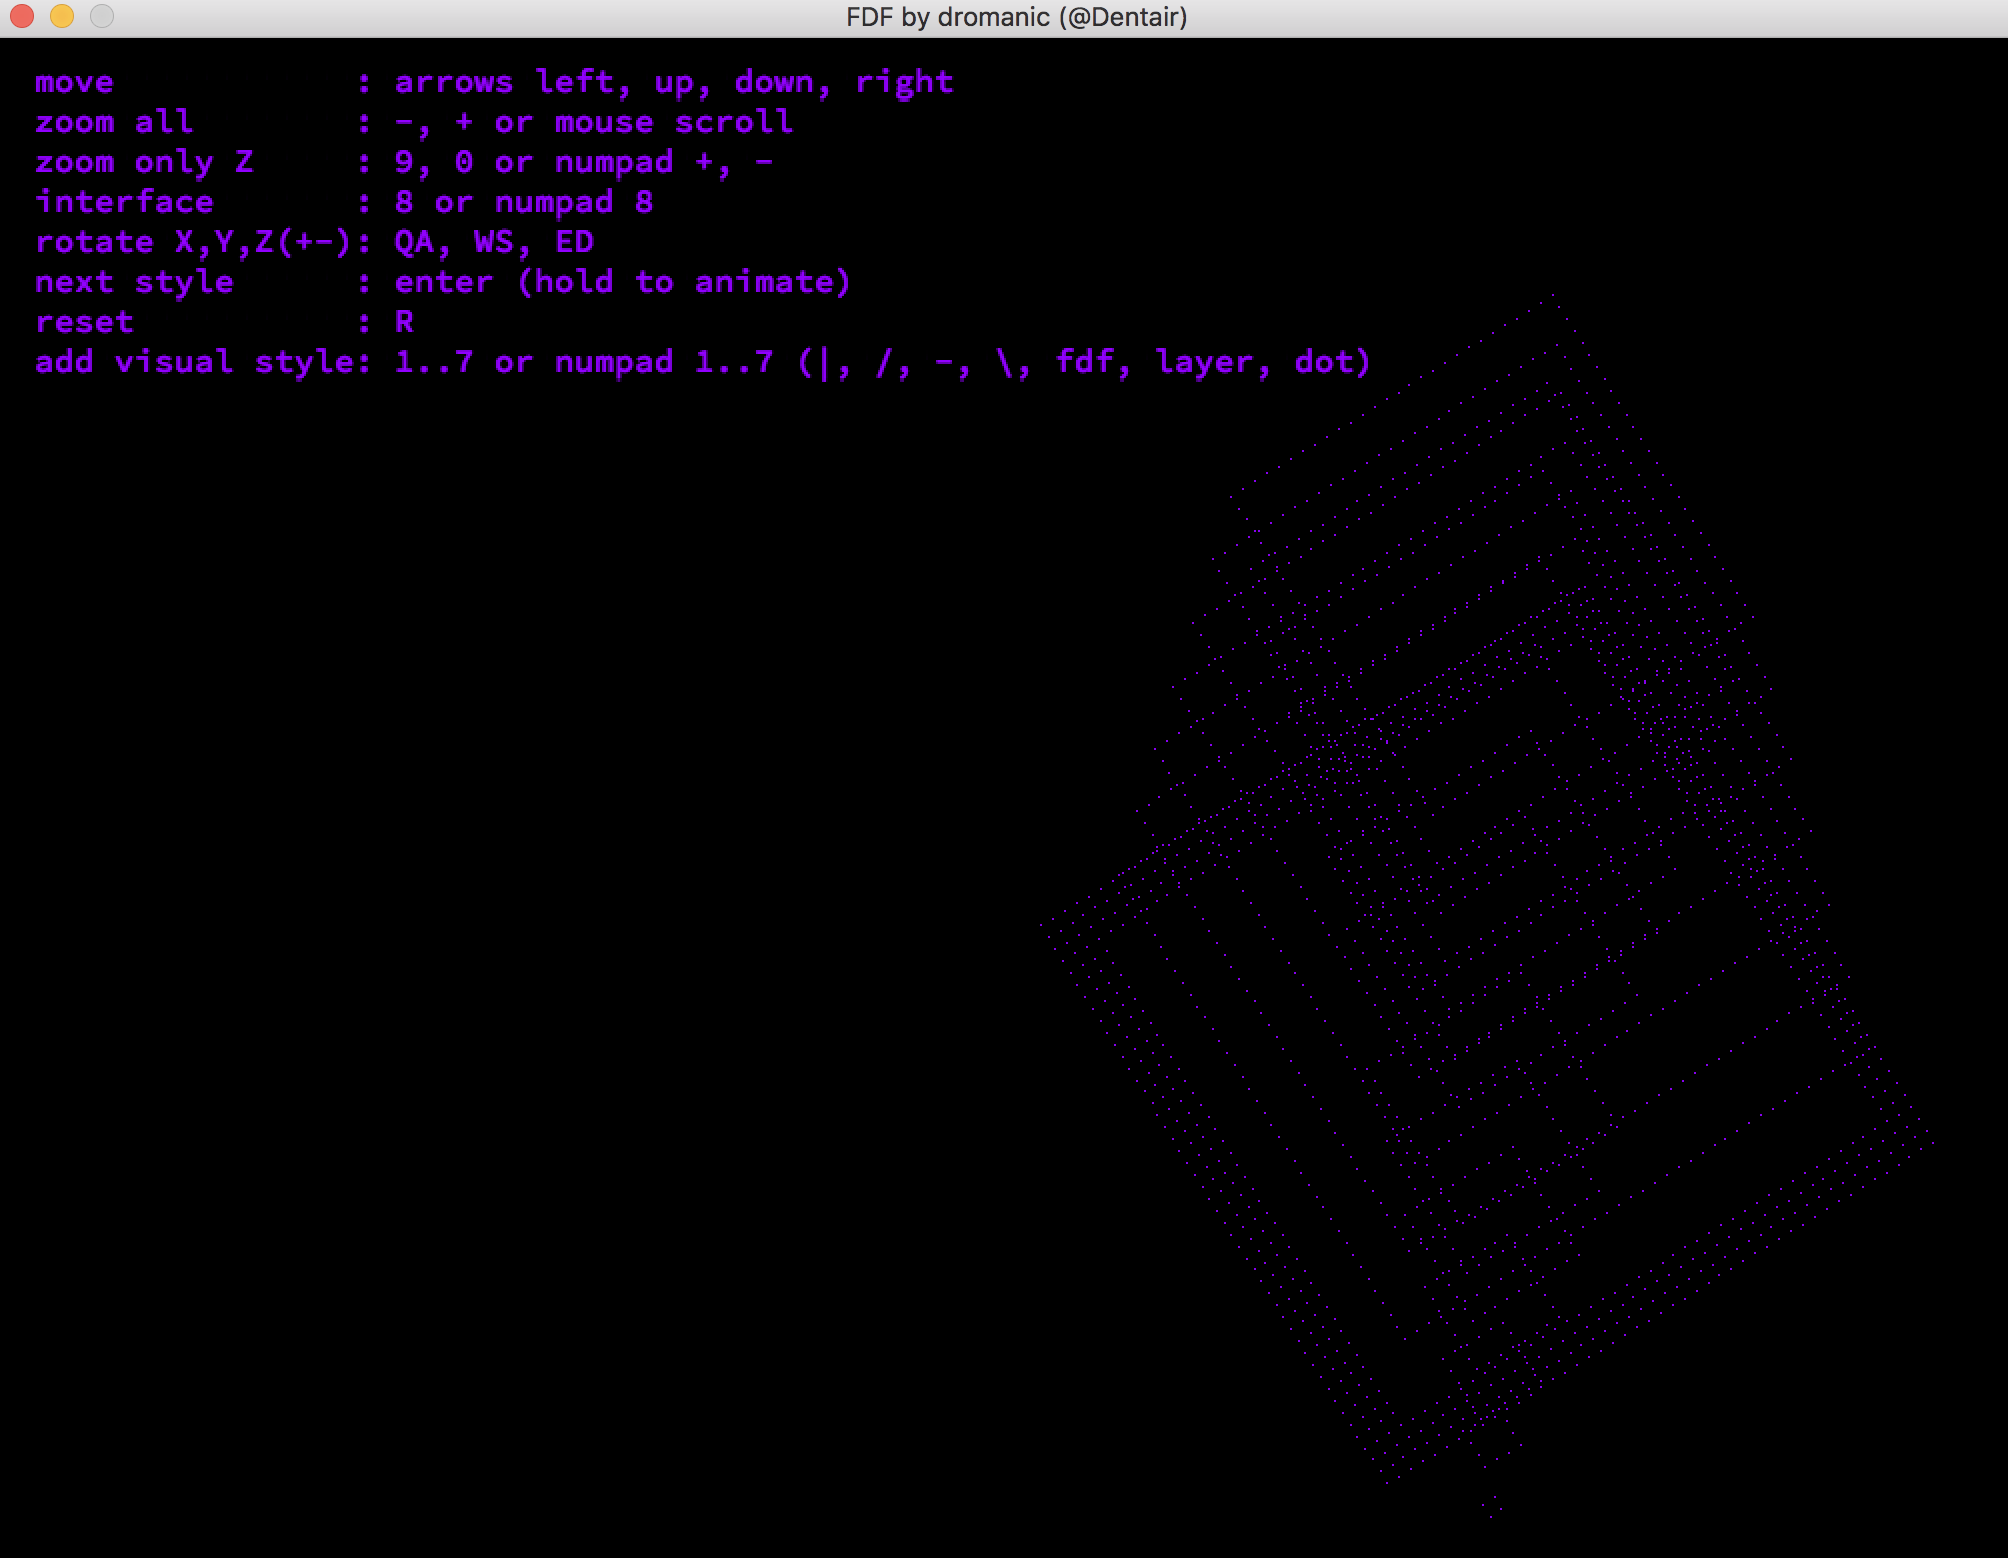 FDF by dromanic (@Dentair)
move : arrows left, up, down, right
zoom all : -, + or mouse scroll
zoom only Z : 9, 0 or numpad +, -
interface : 8 or numpad 8
rotate X,Y,Z(+-): QA, WS, ED
next style : enter (hold to animate)
reset : R
add visual style: 1..7 or numpad 1..7 (|, /, -, \, fdf, layer, dot)